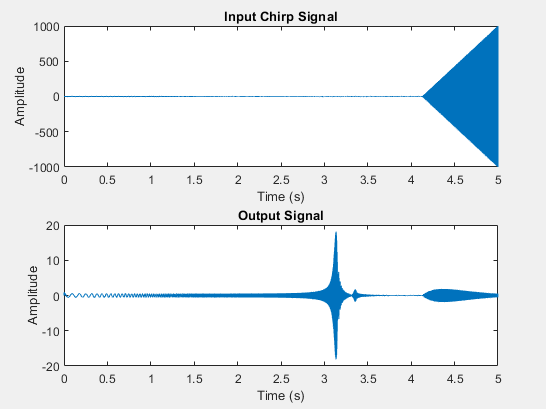 Input Chirp Signal
1000
500
0
-500
-1000
Amplitude
0 0.5 1 1.5 2 2.5 3 3.5 4 4.5 5
Time (s)
Output Signal
20
10
0
-10
-20
Amplitude
0 0.5 1 1.5 2 2.5 3 3.5 4 4.5 5
Time (s)